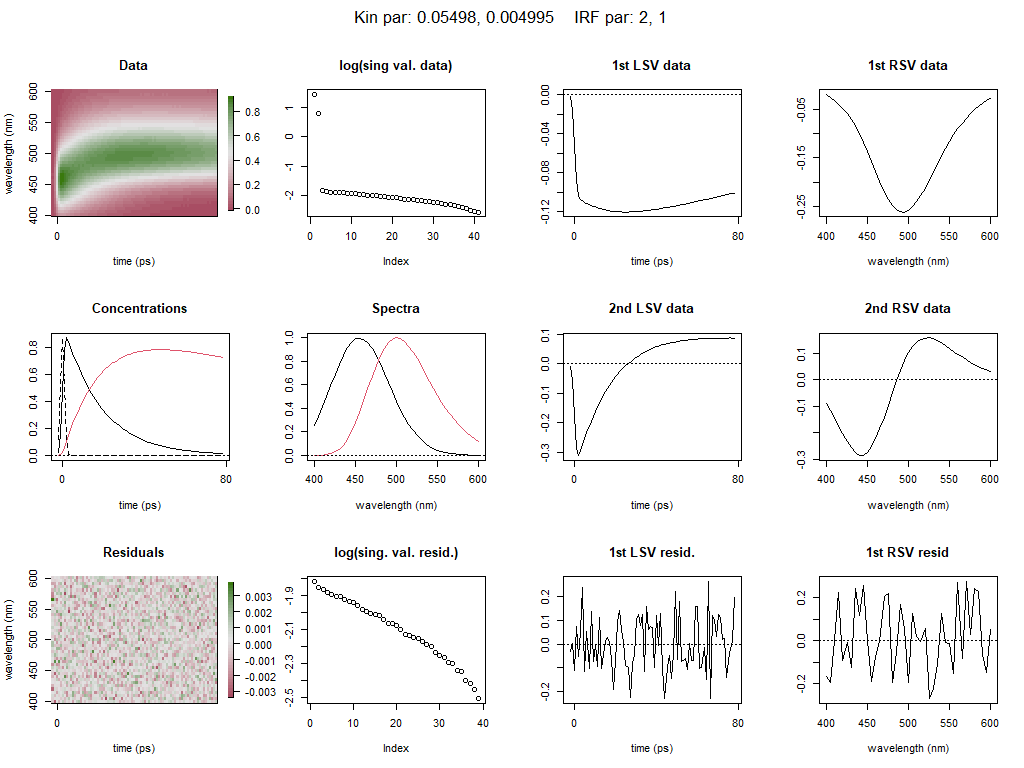 Kin par: 0.05498, 0.004995    IRF par: 2, 1
Data
log(sing val. data)
1st LSV data
1st RSV data
wavelength (nm)
600
550
500
450
400
0
time (ps)
0.8
0.6
0.4
0.2
0.0
1
0
-1
-2
0 10 20 30 40
Index
0.00
-0.04
-0.08
-0.12
0 80
time (ps)
-0.05
-0.15
-0.25
400 450 500 550 600
wavelength (nm)
Concentrations
Spectra
2nd LSV data
2nd RSV data
0.8
0.6
0.4
0.2
0.0
0 80
time (ps)
1.0
0.8
0.6
0.4
0.2
0.0
400 450 500 550 600
wavelength (nm)
0.1
0.0
-0.1
-0.2
-0.3
0 80
time (ps)
0.1
0.0
-0.1
-0.3
400 450 500 550 600
wavelength (nm)
Residuals
log(sing. val. resid.)
1st LSV resid.
1st RSV resid
wavelength (nm)
600
550
500
450
400
0
time (ps)
0.003
0.002
0.001
0.000
-0.001
-0.002
-0.003
-1.9
-2.1
-2.3
-2.5
0 10 20 30 40
Index
0.2
0.1
0.0
-0.2
0 80
time (ps)
0.2
0.0
-0.2
400 450 500 550 600
wavelength (nm)